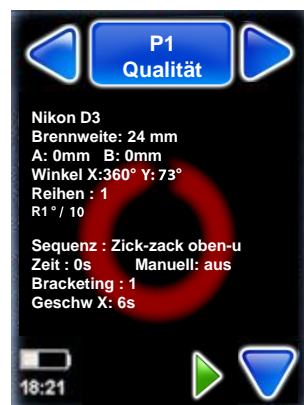 P1
Qualität
Nikon D3
Brennweite: 24 mm
A: 0mm B: 0mm
Winkel X:360° Y: 73°
Reihen : 1
R1 ° / 10
Sequenz : Zick-zack oben-u
Zeit : 0s Manuell: aus
Bracketing : 1
Geschw X: 6s
18:21